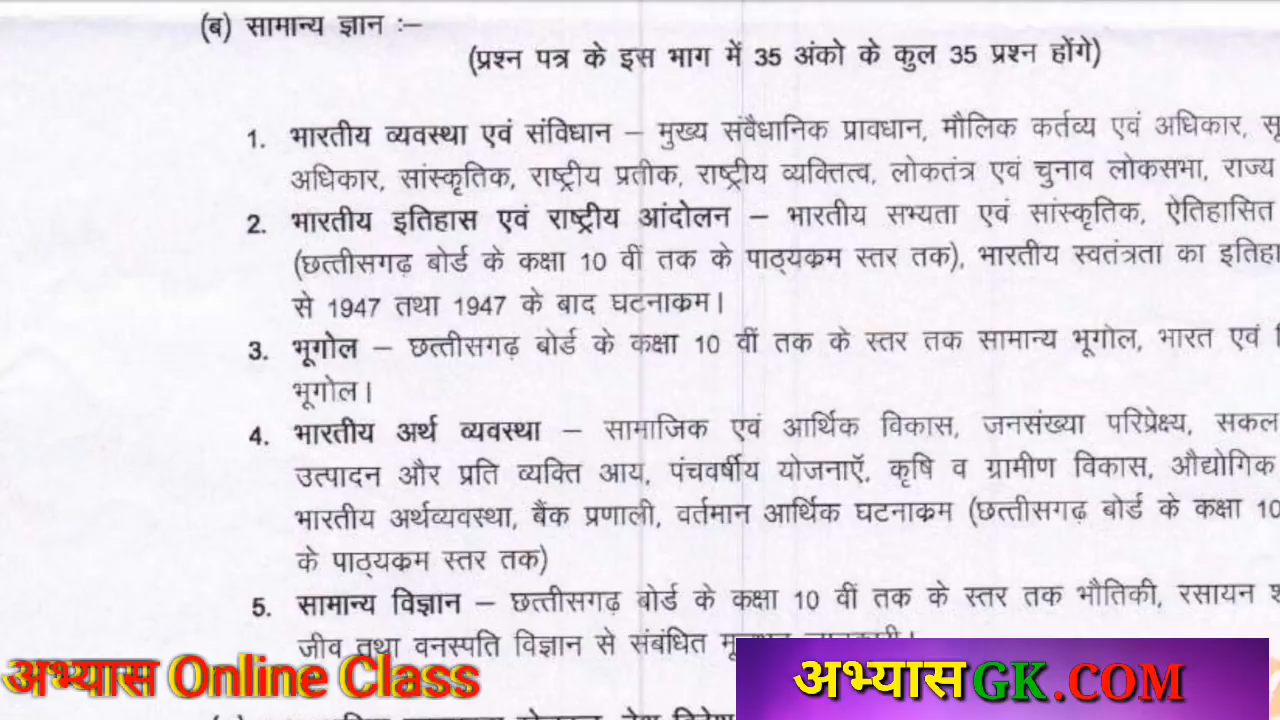 (ब) सामान्य ज्ञान :–
(प्रश्न पत्र के इस भाग में 35 अंको के कुल 35 प्रश्न होंगे)
1. भारतीय व्यवस्था एवं संविधान – मुख्य संवैधानिक प्रावधान, मौलिक कर्तव्य एवं अधिकार,
अधिकार, सांस्कृतिक, राष्ट्रीय प्रतीक, राष्ट्रीय व्यक्तित्व, लोकतंत्र एवं चुनाव लोकसभा, राज्य
2. भारतीय इतिहास एवं राष्ट्रीय आंदोलन – भारतीय सभ्यता एवं सांस्कृतिक, ऐतिहासित
(छत्तीसगढ़ बोर्ड के कक्षा 10 वीं तक के पाठ्यक्रम स्तर तक), भारतीय स्वतंत्रता का
से 1947 तथा 1947 के बाद घटनाक्रम।
3. भूगोल – छत्तीसगढ़ बोर्ड के कक्षा 10 वीं तक के स्तर तक सामान्य भूगोल, भारत एवं
भूगोल।
4. भारतीय अर्थ व्यवस्था – सामाजिक एवं आर्थिक विकास, जनसंख्या परिप्रेक्ष्य, सकल
उत्पादन और प्रति व्यक्ति आय, पंचवर्षीय योजनाऍ, कृषि व ग्रामीण विकास, औद्योगिक
भारतीय अर्थव्यवस्था, बैंक प्रणाली, वर्तमान आर्थिक घटनाक्रम (छत्तीसगढ़ बोर्ड के कक्षा 10
के पाठ्यक्रम स्तर तक)
5. सामान्य विज्ञान – छत्तीसगढ़ बोर्ड के कक्षा 10 वीं तक के स्तर तक भौतिकी, रसायन
जीव तथा वनस्पति विज्ञान से संबंधित
अभ्यास Online Class
अभ्यासGK.COM